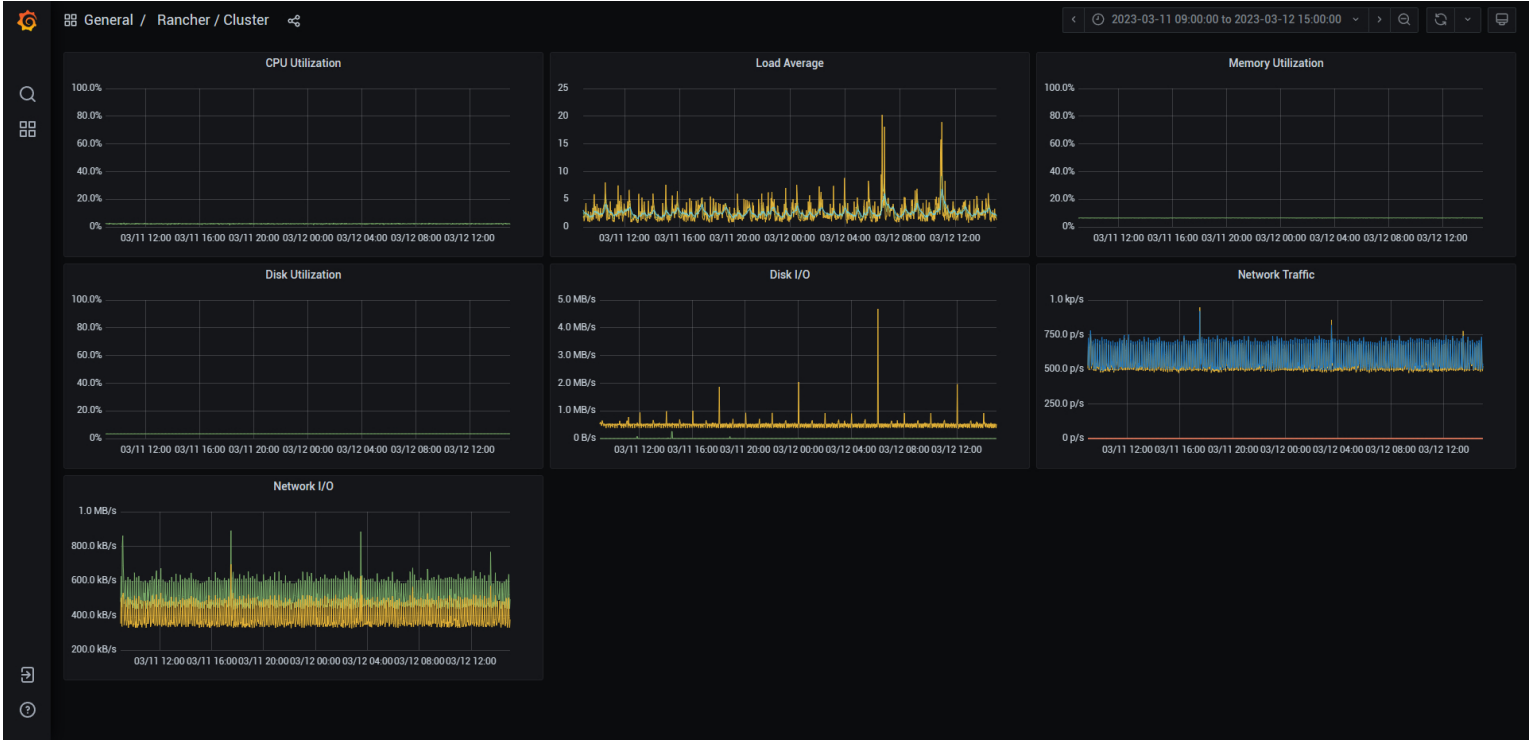 General / Rancher / Cluster
2023-03-11 09:00:00 to 2023-03-12 15:00:00
CPU Utilization
100.0%
80.0%
60.0%
40.0%
20.0%
0%
03/11 12:00 03/11 16:00 03/11 20:00 03/12 00:00 03/12 04:00 03/12 08:00 03/12 12:00
Load Average
25
20
15
10
5
0
03/11 12:00 03/11 16:00 03/11 20:00 03/12 00:00 03/12 04:00 03/12 08:00 03/12 12:00
Memory Utilization
100.0%
80.0%
60.0%
40.0%
20.0%
0%
03/11 12:00 03/11 16:00 03/11 20:00 03/12 00:00 03/12 04:00 03/12 08:00 03/12 12:00
Disk Utilization
100.0%
80.0%
60.0%
40.0%
20.0%
0%
03/11 12:00 03/11 16:00 03/11 20:00 03/12 00:00 03/12 04:00 03/12 08:00 03/12 12:00
Disk I/O
5.0 MB/s
4.0 MB/s
3.0 MB/s
2.0 MB/s
1.0 MB/s
0 B/s
03/11 12:00 03/11 16:00 03/11 20:00 03/12 00:00 03/12 04:00 03/12 08:00 03/12 12:00
Network Traffic
1.0 kp/s
750.0 p/s
500.0 p/s
250.0 p/s
0 p/s
03/11 12:00 03/11 16:00 03/11 20:00 03/12 00:00 03/12 04:00 03/12 08:00 03/12 12:00
Network I/O
1.0 MB/s
800.0 kB/s
600.0 kB/s
400.0 kB/s
200.0 kB/s
03/11 12:00 03/11 16:00 03/11 20:00 03/12 00:00 03/12 04:00 03/12 08:00 03/12 12:00